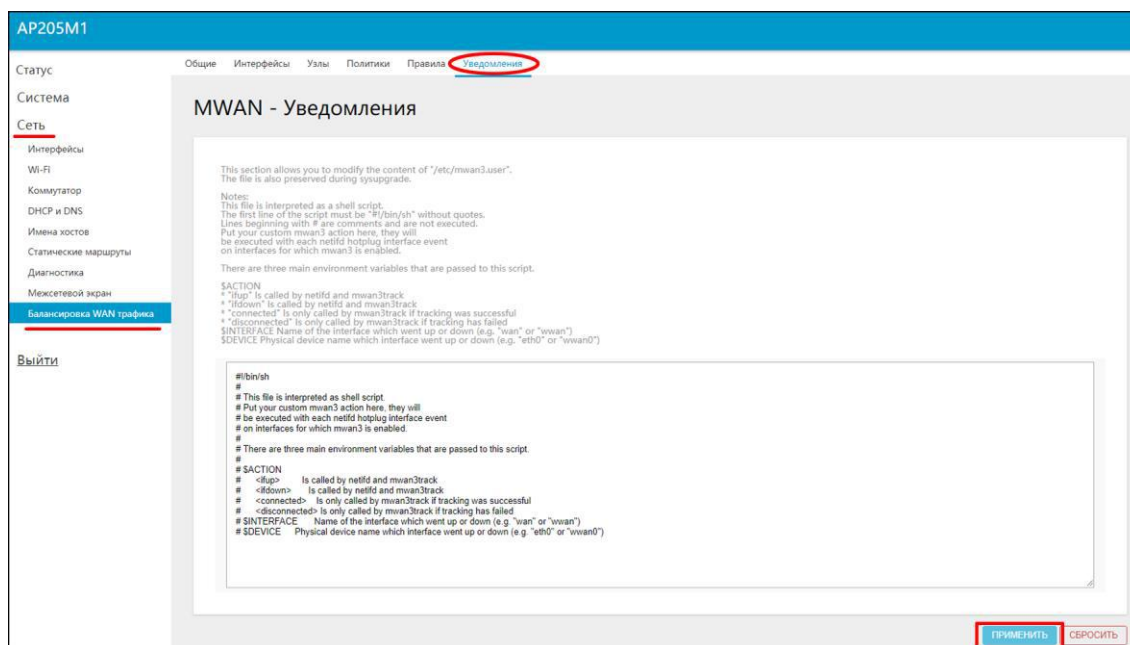 AP205M1
Общие Интерфейсы Узлы Политики Правила Уведомления
Статус
Система
Сеть
Интерфейсы
Wi-Fi
Коммутатор
DHCP и DNS
Имена хостов
Статические маршруты
Диагностика
Межсетевой экран
Балансировка WAN трафика
Выйти
MWAN - Уведомления
This section allows you to modify the content of "/etc/mwan3.user".
The file is also preserved during sysupgrade.
Notes:
This file is interpreted as a shell script.
The first line of the script must be "#!/bin/sh" without quotes.
Lines beginning with # are comments and are not executed.
Put your custom mwan3 action here, they will
be executed with each netifd hotplug interface event
on interfaces for which mwan3 is enabled.
There are three main environment variables that are passed to this script.
$ACTION
* "ifup" Is called by netifd and mwan3track
* "ifdown" Is called by netifd and mwan3track
* "connected" Is only called by mwan3track if tracking was successful
* "disconnected" Is only called by mwan3track if tracking has failed
$INTERFACE Name of the interface which went up or down (e.g. "wan" or "wwan")
$DEVICE Physical device name which interface went up or down (e.g. "eth0" or "wwan0")
#!/bin/sh
#
# This file is interpreted as shell script.
# Put your custom mwan3 action here, they will
# be executed with each netifd hotplug interface event
# on interfaces for which mwan3 is enabled.
#
# There are three main environment variables that are passed to this script.
#
# $ACTION
# <ifup> Is called by netifd and mwan3track
# <ifdown> Is called by netifd and mwan3track
# <connected> Is only called by mwan3track if tracking was successful
# <disconnected> Is only called by mwan3track if tracking has failed
# $INTERFACE Name of the interface which went up or down (e.g. "wan" or "wwan")
# $DEVICE Physical device name which interface went up or down (e.g. "eth0" or "wwan0")
ПРИМЕНИТЬ СБРОСИТЬ